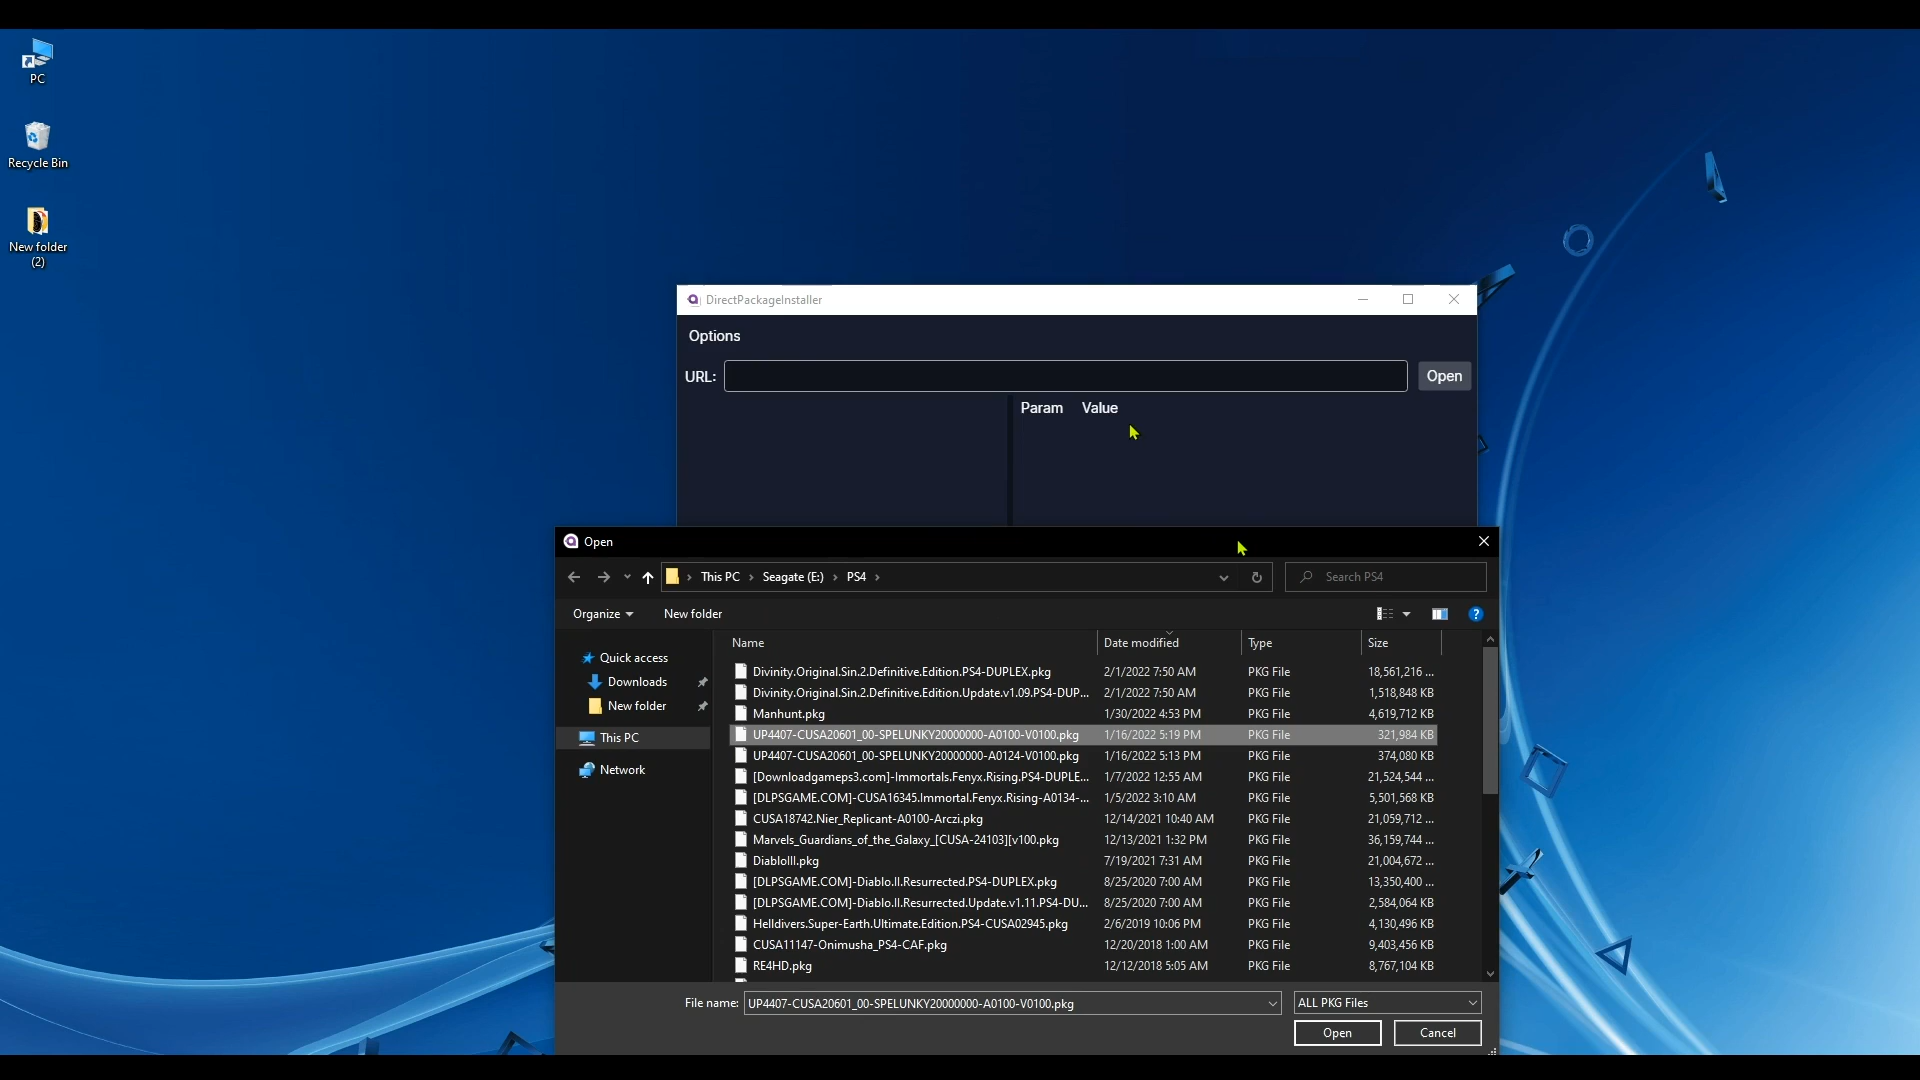 PC
Recycle Bin
New folder
(2)
DirectPackageInstaller
Options
URL:
Open
Param Value
Open
This PC Seagate (E:) PS4
Search PS4
Organize New folder
Name Date modified Type Size
Quick access
Downloads
New folder
This PC
Network
Divinity.Original.Sin.2.Definitive.Edition.PS4-DUPLEX.pkg 2/1/2022 7:50 AM PKG File 18,561,216 ...
Divinity.Original.Sin.2.Definitive.Edition.Update.v1.09.PS4-DUP... 2/1/2022 7:50 AM PKG File 1,518,848 KB
Manhunt.pkg 1/30/2022 4:53 PM PKG File 4,619,712 KB
UP4407-CUSA20601_00-SPELUNKY20000000-A0100-V0100.pkg 1/16/2022 5:19 PM PKG File 321,984 KB
UP4407-CUSA20601_00-SPELUNKY20000000-A0124-V0100.pkg 1/16/2022 5:13 PM PKG File 374,080 KB
[Downloadgameps3.com]-Immortals.Fenyx.Rising.PS4-DUPLE... 1/7/2022 12:55 AM PKG File 21,524,544 ...
[DLPSGAME.COM]-CUSA16345.Immortal.Fenyx.Rising-A0134-... 1/5/2022 3:10 AM PKG File 5,501,568 KB
CUSA18742.Nier_Replicant-A0100-Arczi.pkg 12/14/2021 10:40 AM PKG File 21,059,712 ...
Marvels_Guardians_of_the_Galaxy_[CUSA-24103][v100.pkg 12/13/2021 1:32 PM PKG File 36,159,744 ...
DiabloIII.pkg 7/19/2021 7:31 AM PKG File 21,004,672 ...
[DLPSGAME.COM]-Diablo.II.Resurrected.PS4-DUPLEX.pkg 8/25/2020 7:00 AM PKG File 13,350,400 ...
[DLPSGAME.COM]-Diablo.II.Resurrected.Update.v1.11.PS4-DU... 8/25/2020 7:00 AM PKG File 2,584,064 KB
Helldivers.Super-Earth.Ultimate.Edition.PS4-CUSA02945.pkg 2/6/2019 10:06 PM PKG File 4,130,496 KB
CUSA11147-Onimusha_PS4-CAF.pkg 12/20/2018 1:00 AM PKG File 9,403,456 KB
RE4HD.pkg 12/12/2018 5:05 AM PKG File 8,767,104 KB
File name: UP4407-CUSA20601_00-SPELUNKY20000000-A0100-V0100.pkg ALL PKG Files
Open Cancel